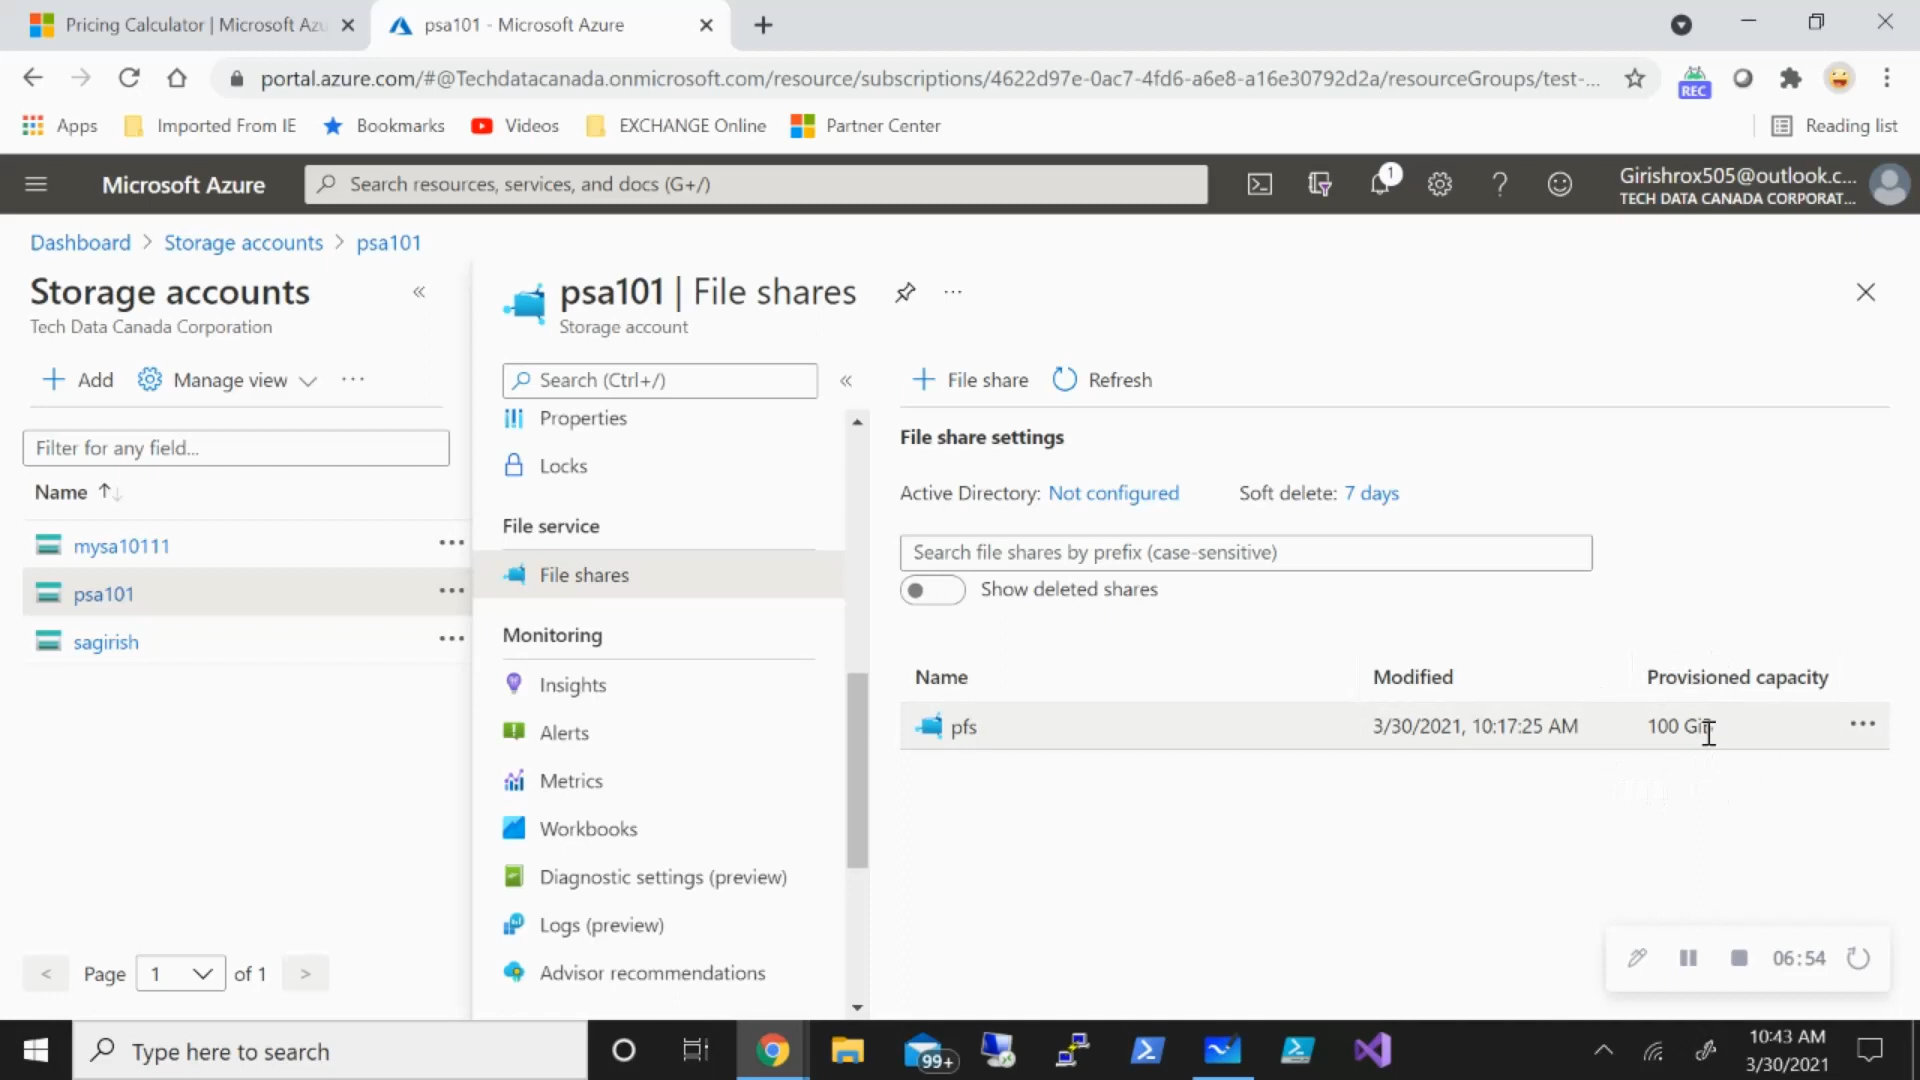 Pricing Calculator | Microsoft Azu
psa101 - Microsoft Azure
portal.azure.com/#@Techdatacanada.onmicrosoft.com/resource/subscriptions/4622d97e-0ac7-4fd6-a6e8-a16e30792d2a/resourceGroups/test-...
REC
Apps
Imported From IE
Bookmarks
Videos
EXCHANGE Online
Partner Center
Reading list
Microsoft Azure
Search resources, services, and docs (G+/)
1
Girishrox505@outlook.c...
TECH DATA CANADA CORPORAT...
Dashboard > Storage accounts > psa101
Storage accounts
Tech Data Canada Corporation
Add
Manage view
Filter for any field...
Name
mysa10111
psa101
sagirish
Page 1 of 1
psa101 | File shares
Storage account
Search (Ctrl+/)
Properties
Locks
File service
File shares
Monitoring
Insights
Alerts
Metrics
Workbooks
Diagnostic settings (preview)
Logs (preview)
Advisor recommendations
File share
Refresh
File share settings
Active Directory: Not configured
Soft delete: 7 days
Search file shares by prefix (case-sensitive)
Show deleted shares
Name Modified Provisioned capacity
pfs 3/30/2021, 10:17:25 AM 100 GiB
06:54
Type here to search
99+
10:43 AM
3/30/2021